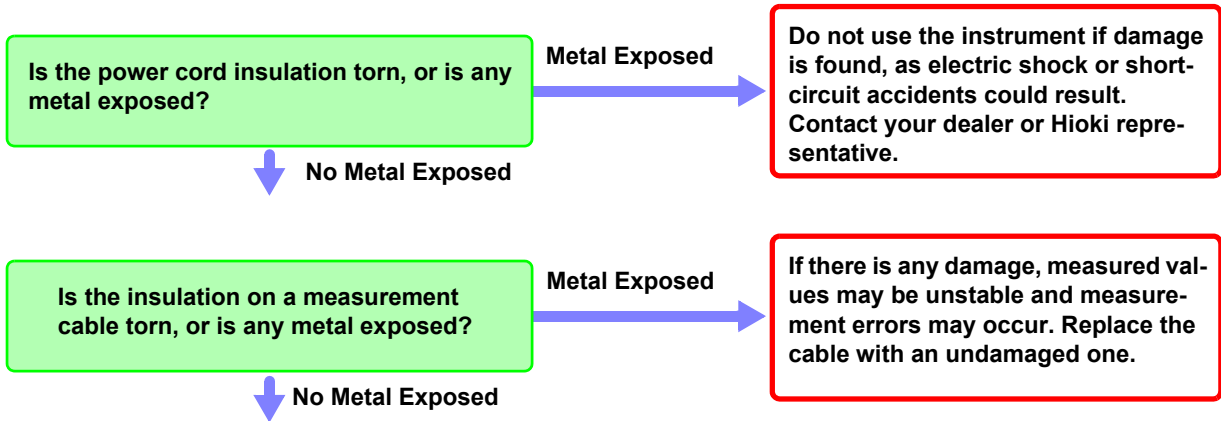 Is the power cord insulation torn, or is any
metal exposed?
Metal Exposed
Do not use the instrument if damage
is found, as electric shock or short-
circuit accidents could result.
Contact your dealer or Hioki repre-
sentative.
No Metal Exposed
Is the insulation on a measurement
cable torn, or is any metal exposed?
Metal Exposed
If there is any damage, measured val-
ues may be unstable and measure-
ment errors may occur. Replace the
cable with an undamaged one.
No Metal Exposed